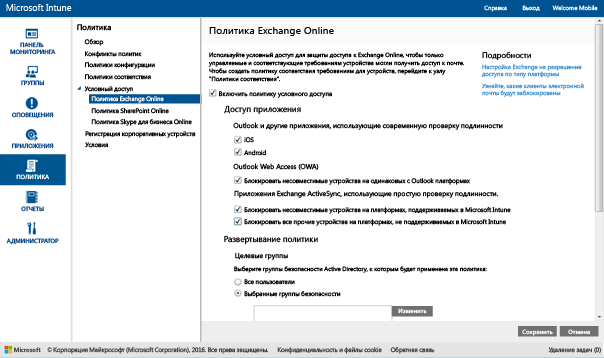 Microsoft Intune
Справка Выход Welcome Mobile
ПАНЕЛЬ МОНИТОРИНГА
ГРУППЫ
ОПОВЕЩЕНИЯ
ПРИЛОЖЕНИЯ
ПОЛИТИКА
ОТЧЕТЫ
АДМИНИСТРАТОР
Политика
Обзор
Конфликты политик
Политики конфигурации
Политики соответствия
Условный доступ
Политика Exchange Online
Политика SharePoint Online
Политика Skype для бизнеса Online
Регистрация корпоративных устройств
Условия
Политика Exchange Online
Используйте условный доступ для защиты доступа к Exchange Online, чтобы только
управляемые и соответствующие требованиям устройства могли получить доступ к почте.
Чтобы создать политику соответствия требованиям для устройств, перейдите к узлу
"Политики соответствия".
Включить политику условного доступа
Доступ приложения
Outlook и другие приложения, использующие современную проверку подлинности
iOS
Android
Outlook Web Access (OWA)
Блокировать несовместимые устройства на одинаковых с Outlook платформах
Приложения Exchange ActiveSync, использующие простую проверку подлинности.
Блокировать несовместимые устройства на платформах, поддерживаемых в Microsoft Intune
Блокировать все прочие устройства на платформах, не поддерживаемых в Microsoft Intune
Развертывание политики
Целевые группы
Выберите группы безопасности Active Directory, к которым будет применена эта политика:
Все пользователи
Выбранные группы безопасности
Изменить
Подробности
Настройка Exchange на разрешение
доступа по типу платформы
Узнайте, какие клиенты электронной
почты будут заблокированы
Сохранить Отмена
Microsoft © Корпорация Майкрософт (Microsoft Corporation), 2016. Все права защищены. Конфиденциальность и файлы cookie Обратная связь Удаление задач (0)